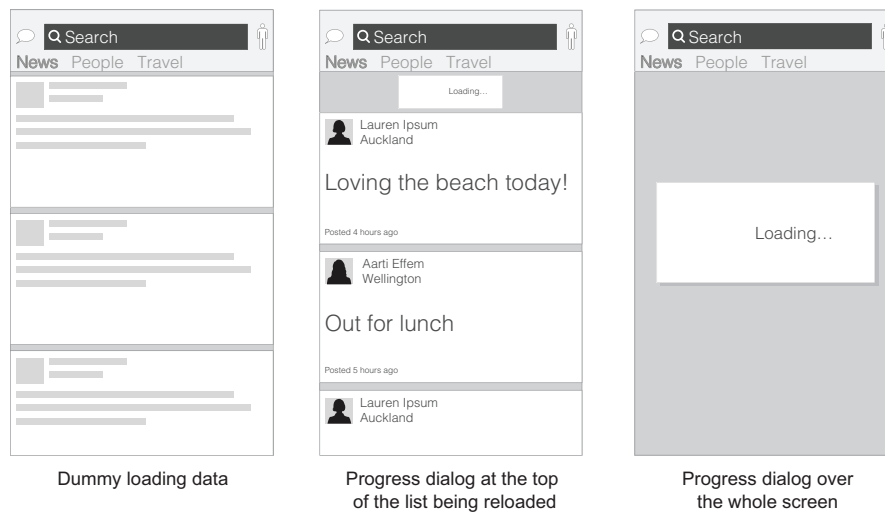 Search
News People Travel
Dummy loading data
Search
News People Travel
Loading...
Lauren Ipsum
Auckland
Loving the beach today!
Posted 4 hours ago
Aarti Effem
Wellington
Out for lunch
Posted 5 hours ago
Lauren Ipsum
Auckland
Progress dialog at the top
of the list being reloaded
Search
News People Travel
Loading...
Progress dialog over
the whole screen